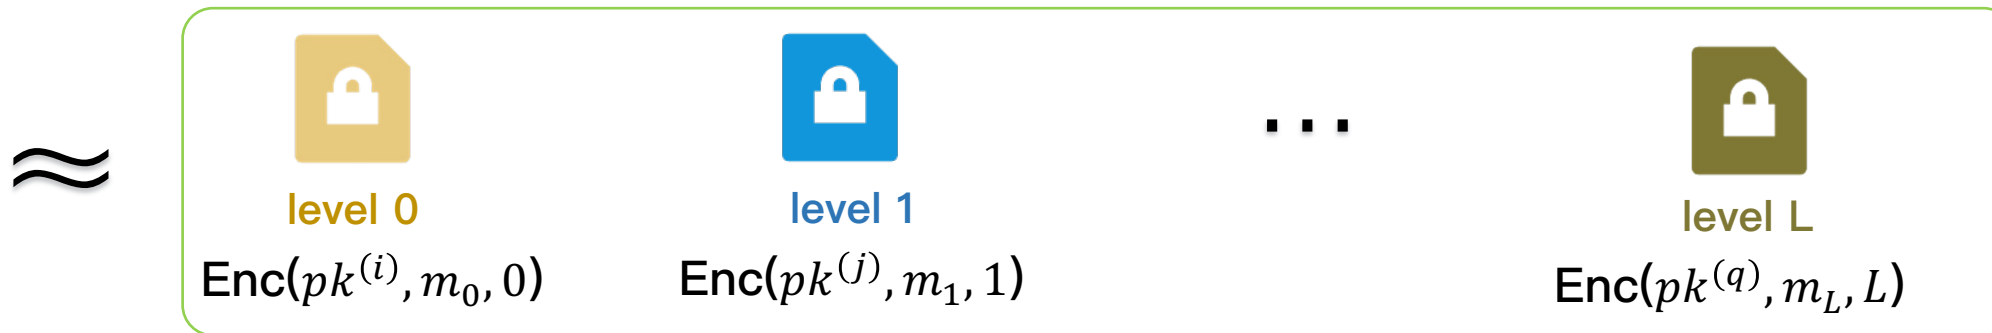 ≈ ...
level 0 level 1 level L
Enc(pk^(i), m_0, 0) Enc(pk^(j), m_1, 1) Enc(pk^(q), m_L, L)